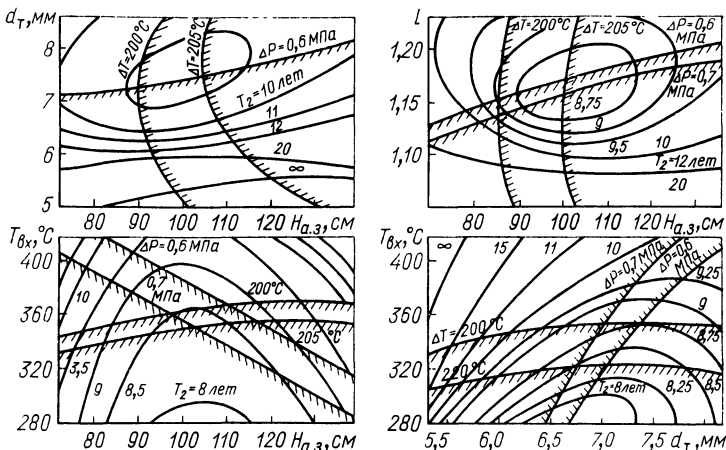 d_T, мм
8
7
6
5
ΔT=200°C
ΔT=205°C
ΔP=0,6 МПа
T₂=10 лет
11
12
20
∞
80 90 100 110 120 Hа.з, см
l
1,20
1,15
1,10
ΔT=200°C
ΔT=205°C
ΔP=0,6
МПа
ΔP=0,7
МПа
8,75
9
9,5
10
T₂=12 лет
20
80 90 100 110 120 Hа.з, см
Tвх, °C
400
360
320
280
ΔP=0,6 МПа
0,7
МПа
200°C
205 °C
10
3,5
9
8,5
T₂=8 лет
80 90 100 110 120 Hа.з, см
Tвх, °C
400
360
320
280
∞
15
11
10
ΔP=0,7 МПа
ΔP=0,6
МПа
9,25
9
8,75
ΔT=200°C
220°C
T₂=8лет
8,25
8,5
5,5 6,0 6,5 7,0 7,5 d_T, мм